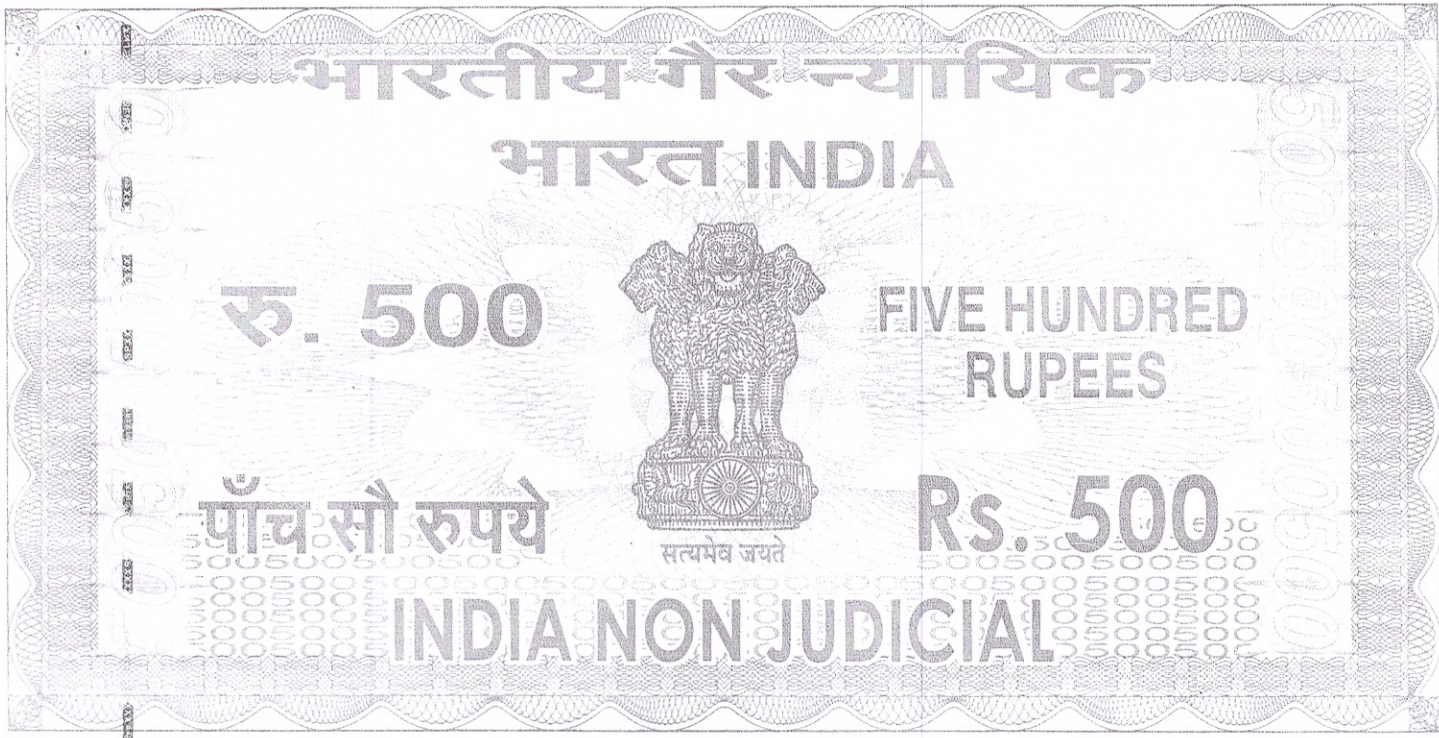 भारतीय गैर न्यायिक
भारत INDIA
रु. 500
FIVE HUNDRED
RUPEES
पाँच सौ रुपये
Rs. 500
सत्यमेव जयते
INDIA NON JUDICIAL